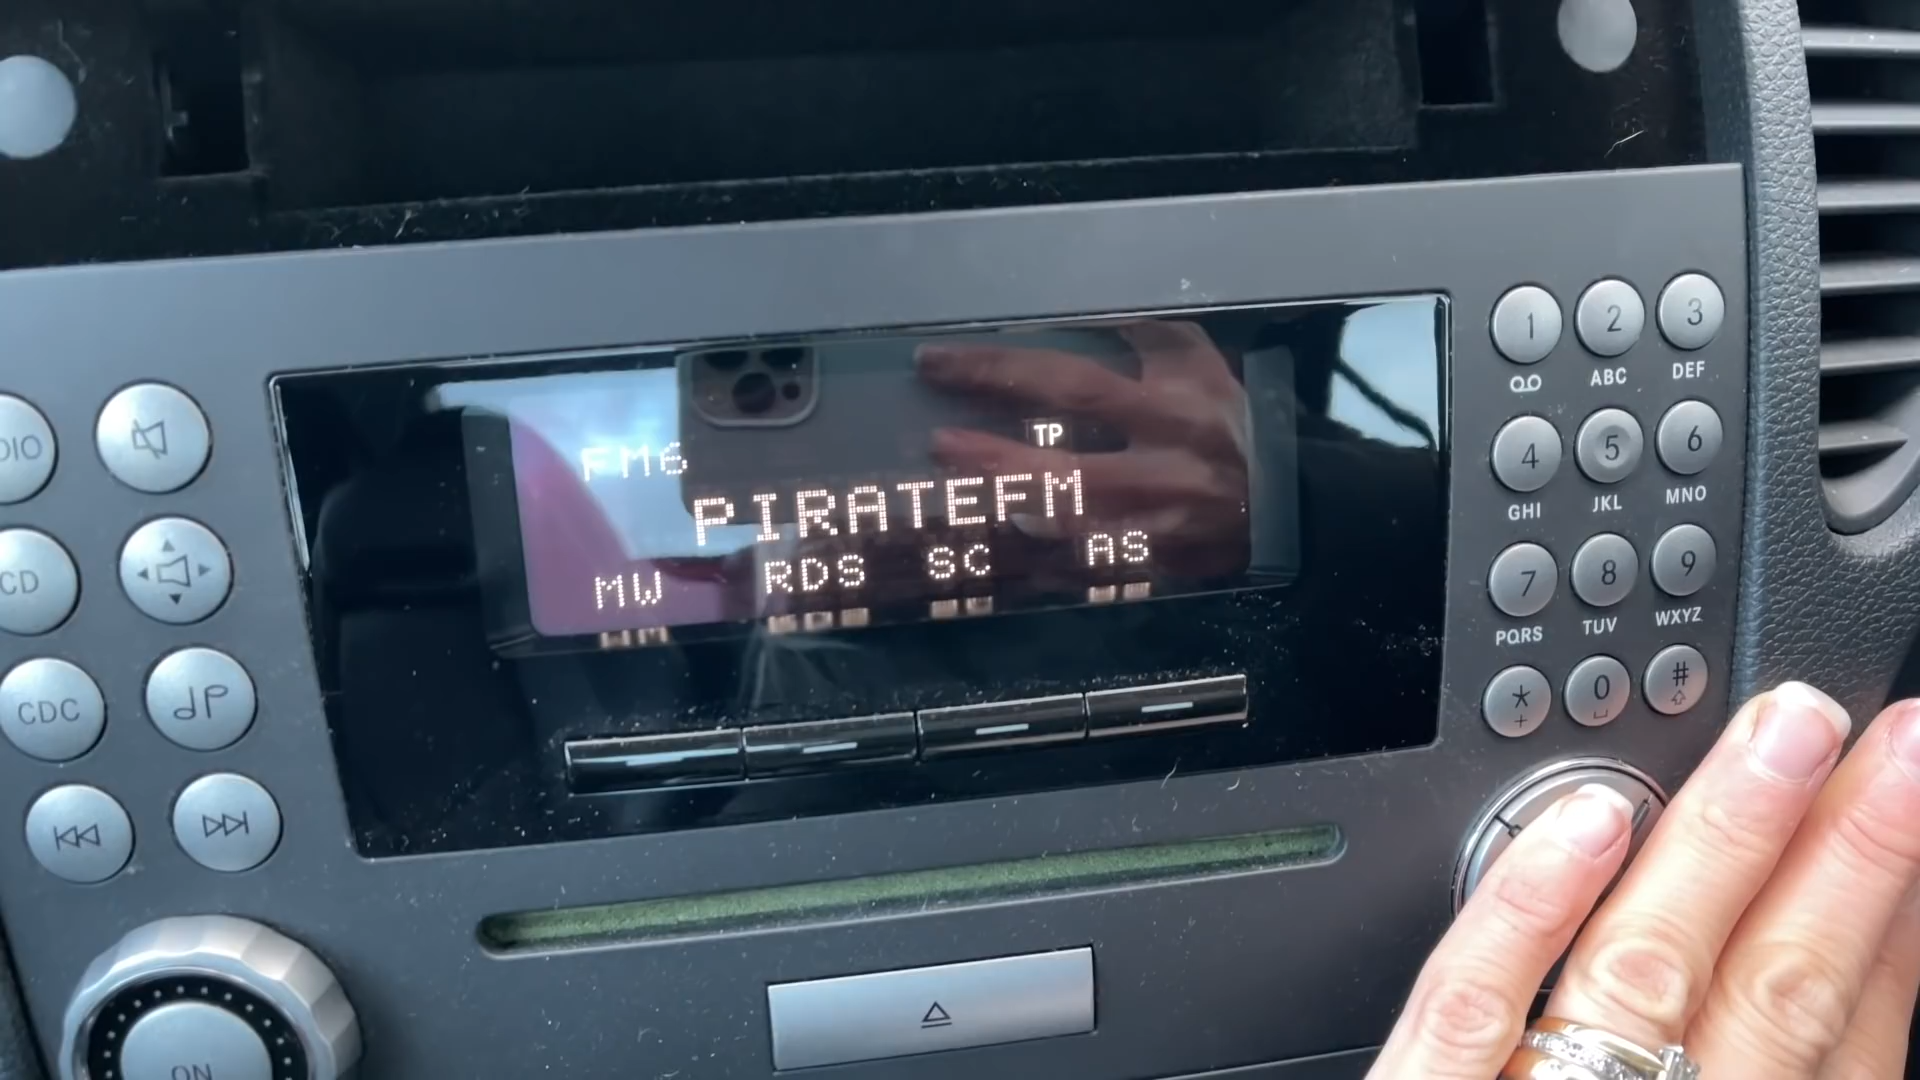 FM6 TP
PIRATEFM
MW RDS SC AS
1 2 3
ABC DEF
4 5 6
GHI JKL MNO
7 8 9
PQRS TUV WXYZ
* 0 #
+
DIO
CD
CDC
ON